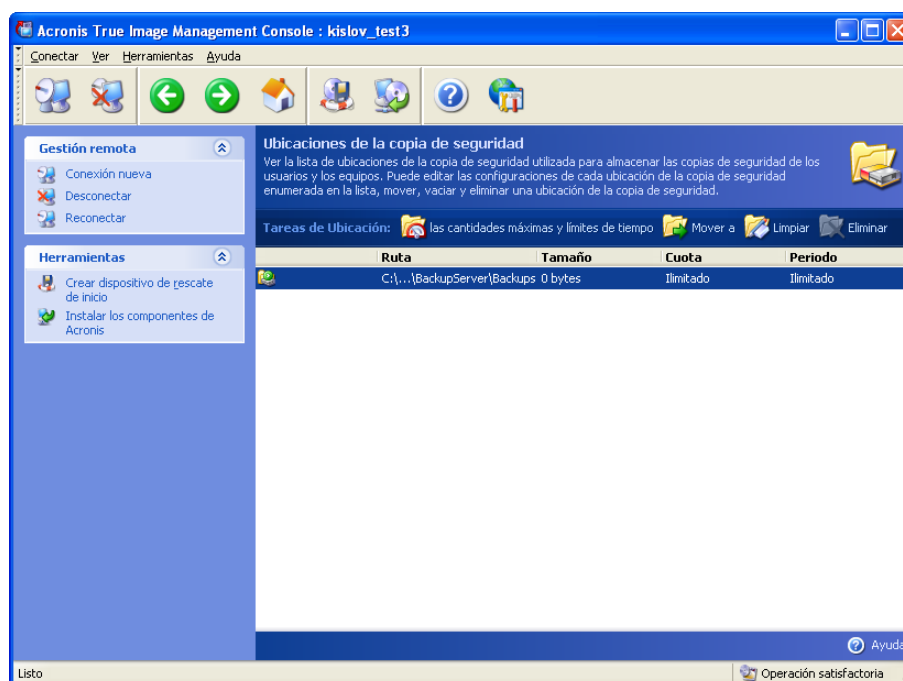 Acronis True Image Management Console : kislov_test3
Conectar Ver Herramientas Ayuda
Gestión remota
Conexión nueva
Desconectar
Reconectar
Herramientas
Crear dispositivo de rescate
de inicio
Instalar los componentes de
Acronis
Ubicaciones de la copia de seguridad
Ver la lista de ubicaciones de la copia de seguridad utilizada para almacenar las copias de seguridad de los
usuarios y los equipos. Puede editar las configuraciones de cada ubicación de la copia de seguridad
enumerada en la lista, mover, vaciar y eliminar una ubicación de la copia de seguridad.
Tareas de Ubicación: las cantidades máximas y límites de tiempo Mover a Limpiar Eliminar
Ruta Tamaño Cuota Periodo
C:\...\BackupServer\Backups 0 bytes Ilimitado Ilimitado
Ayuda
Listo Operación satisfactoria